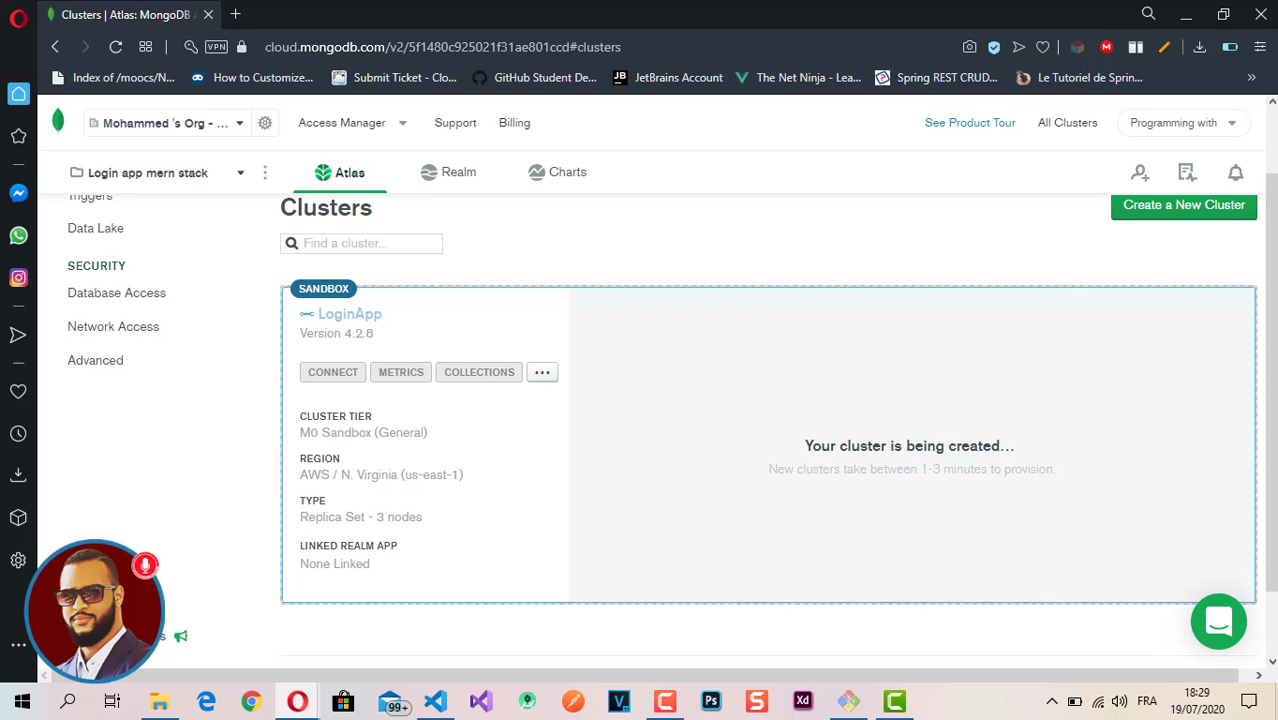 Clusters | Atlas: MongoDB A
cloud.mongodb.com/v2/5f1480c925021f31ae801ccd#clusters
VPN
Index of /moocs/N...
How to Customize...
Submit Ticket - Clo...
GitHub Student De...
JetBrains Account
The Net Ninja - Lea...
Spring REST CRUD...
Le Tutoriel de Sprin...
Mohammed 's Org - ...
Access Manager
Support
Billing
See Product Tour
All Clusters
Programming with
Login app mern stack
Atlas
Realm
Charts
Triggers
Data Lake
SECURITY
Database Access
Network Access
Advanced
Clusters
Create a New Cluster
Find a cluster...
SANDBOX
LoginApp
Version 4.2.8
CONNECT
METRICS
COLLECTIONS
...
CLUSTER TIER
M0 Sandbox (General)
REGION
AWS / N. Virginia (us-east-1)
TYPE
Replica Set - 3 nodes
LINKED REALM APP
None Linked
Your cluster is being created...
New clusters take between 1-3 minutes to provision.
99+
Ps
Xd
FRA
18:29
19/07/2020